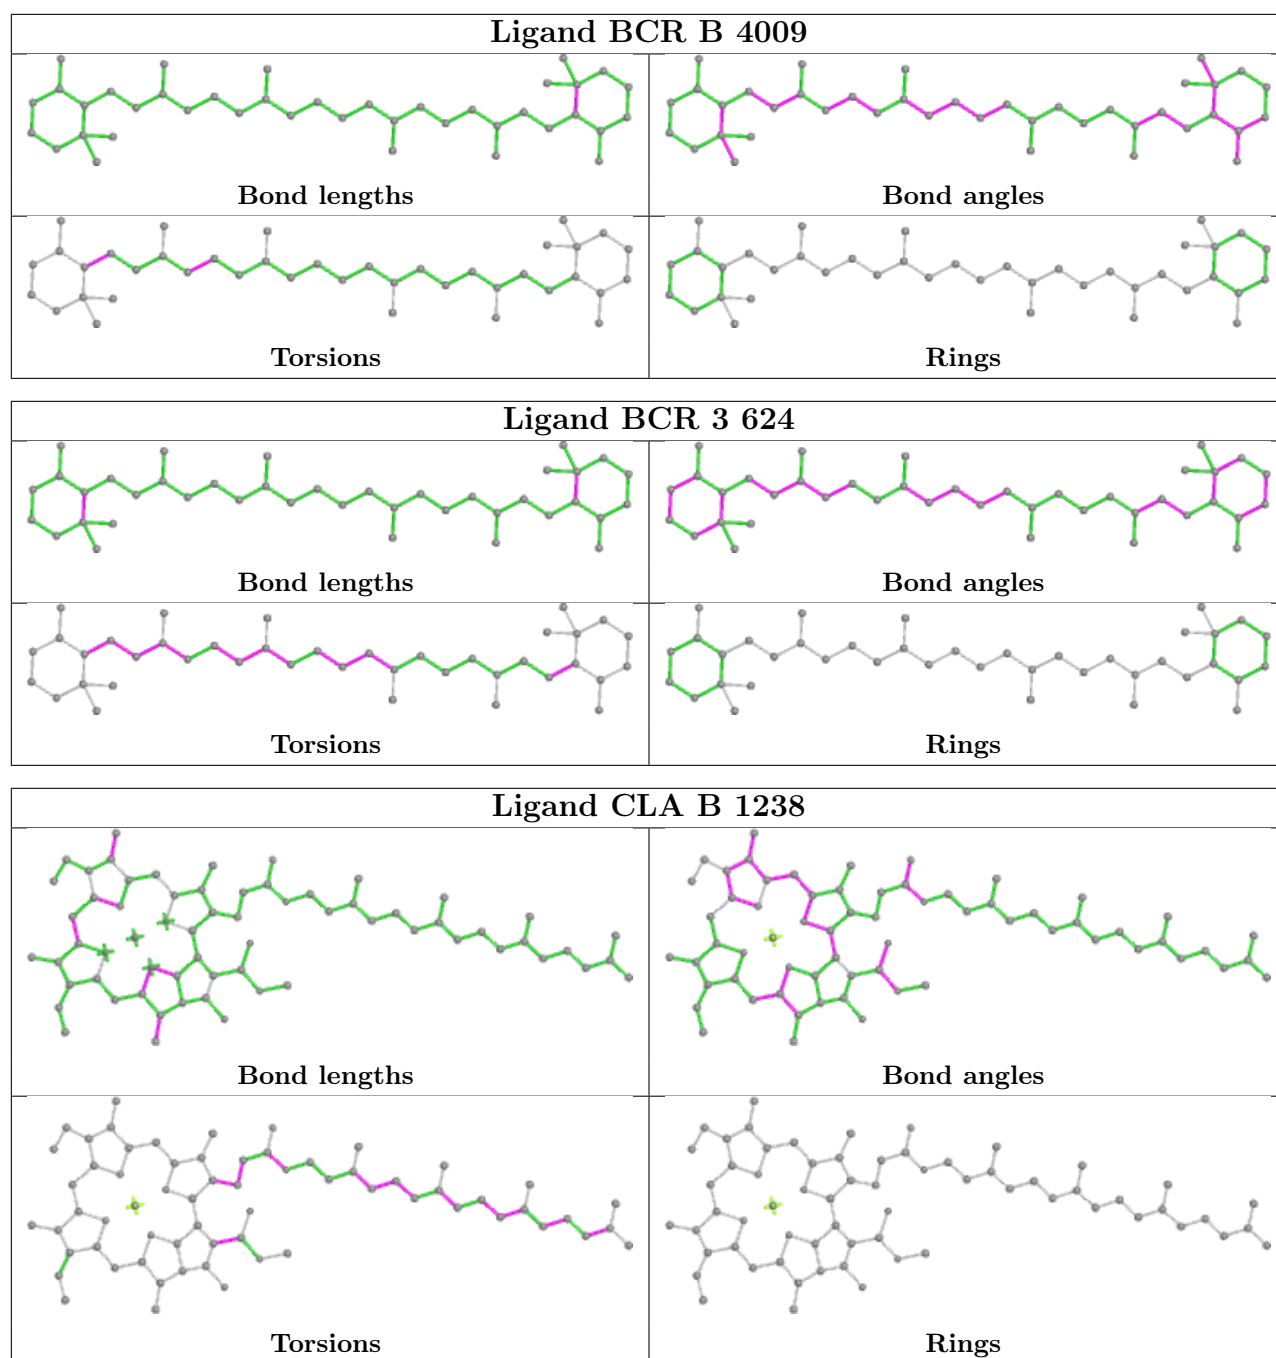 Ligand BCR B 4009
Bond lengths
Bond angles
Torsions
Rings
Ligand BCR 3 624
Bond lengths
Bond angles
Torsions
Rings
Ligand CLA B 1238
Bond lengths
Bond angles
Torsions
Rings